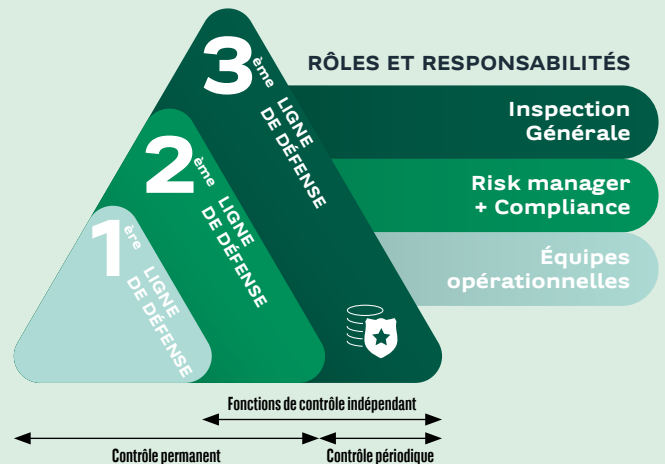 RÔLES ET RESPONSABILITÉS
3ème LIGNE
DE DÉFENSE
Inspection
Générale
2ème LIGNE
DE DÉFENSE
Risk manager
+ Compliance
1ère LIGNE
DE DÉFENSE
Équipes
opérationnelles
Fonctions de contrôle indépendant
Contrôle permanent
Contrôle périodique